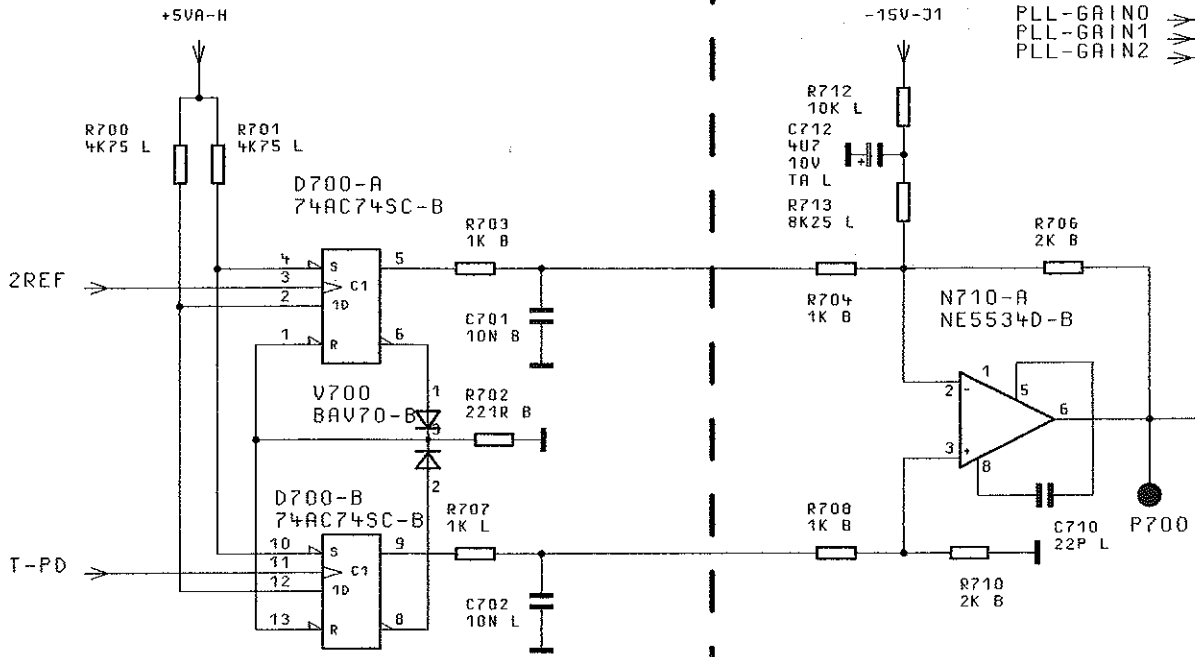 +5VA-H
-15V-J1
PLL-GAIN0
PLL-GAIN1
PLL-GAIN2
R700
4K75 L
R701
4K75 L
R712
10K L
C712
4U7
10V
TA L
+
R713
8K25 L
D700-A
74AC74SC-B
R703
1K B
R706
2K B
2REF
4
3
2
1
S
C1
1D
R
5
6
C701
10N B
R704
1K B
N710-A
NE5534D-B
V700
BAV70-B
1
3
2
R702
221R B
1
2
-
5
6
3
+
8
D700-B
74AC74SC-B
R707
1K L
R708
1K B
C710
22P L
P700
T-PD
10
11
12
13
S
C1
1D
R
9
8
C702
10N L
R710
2K B